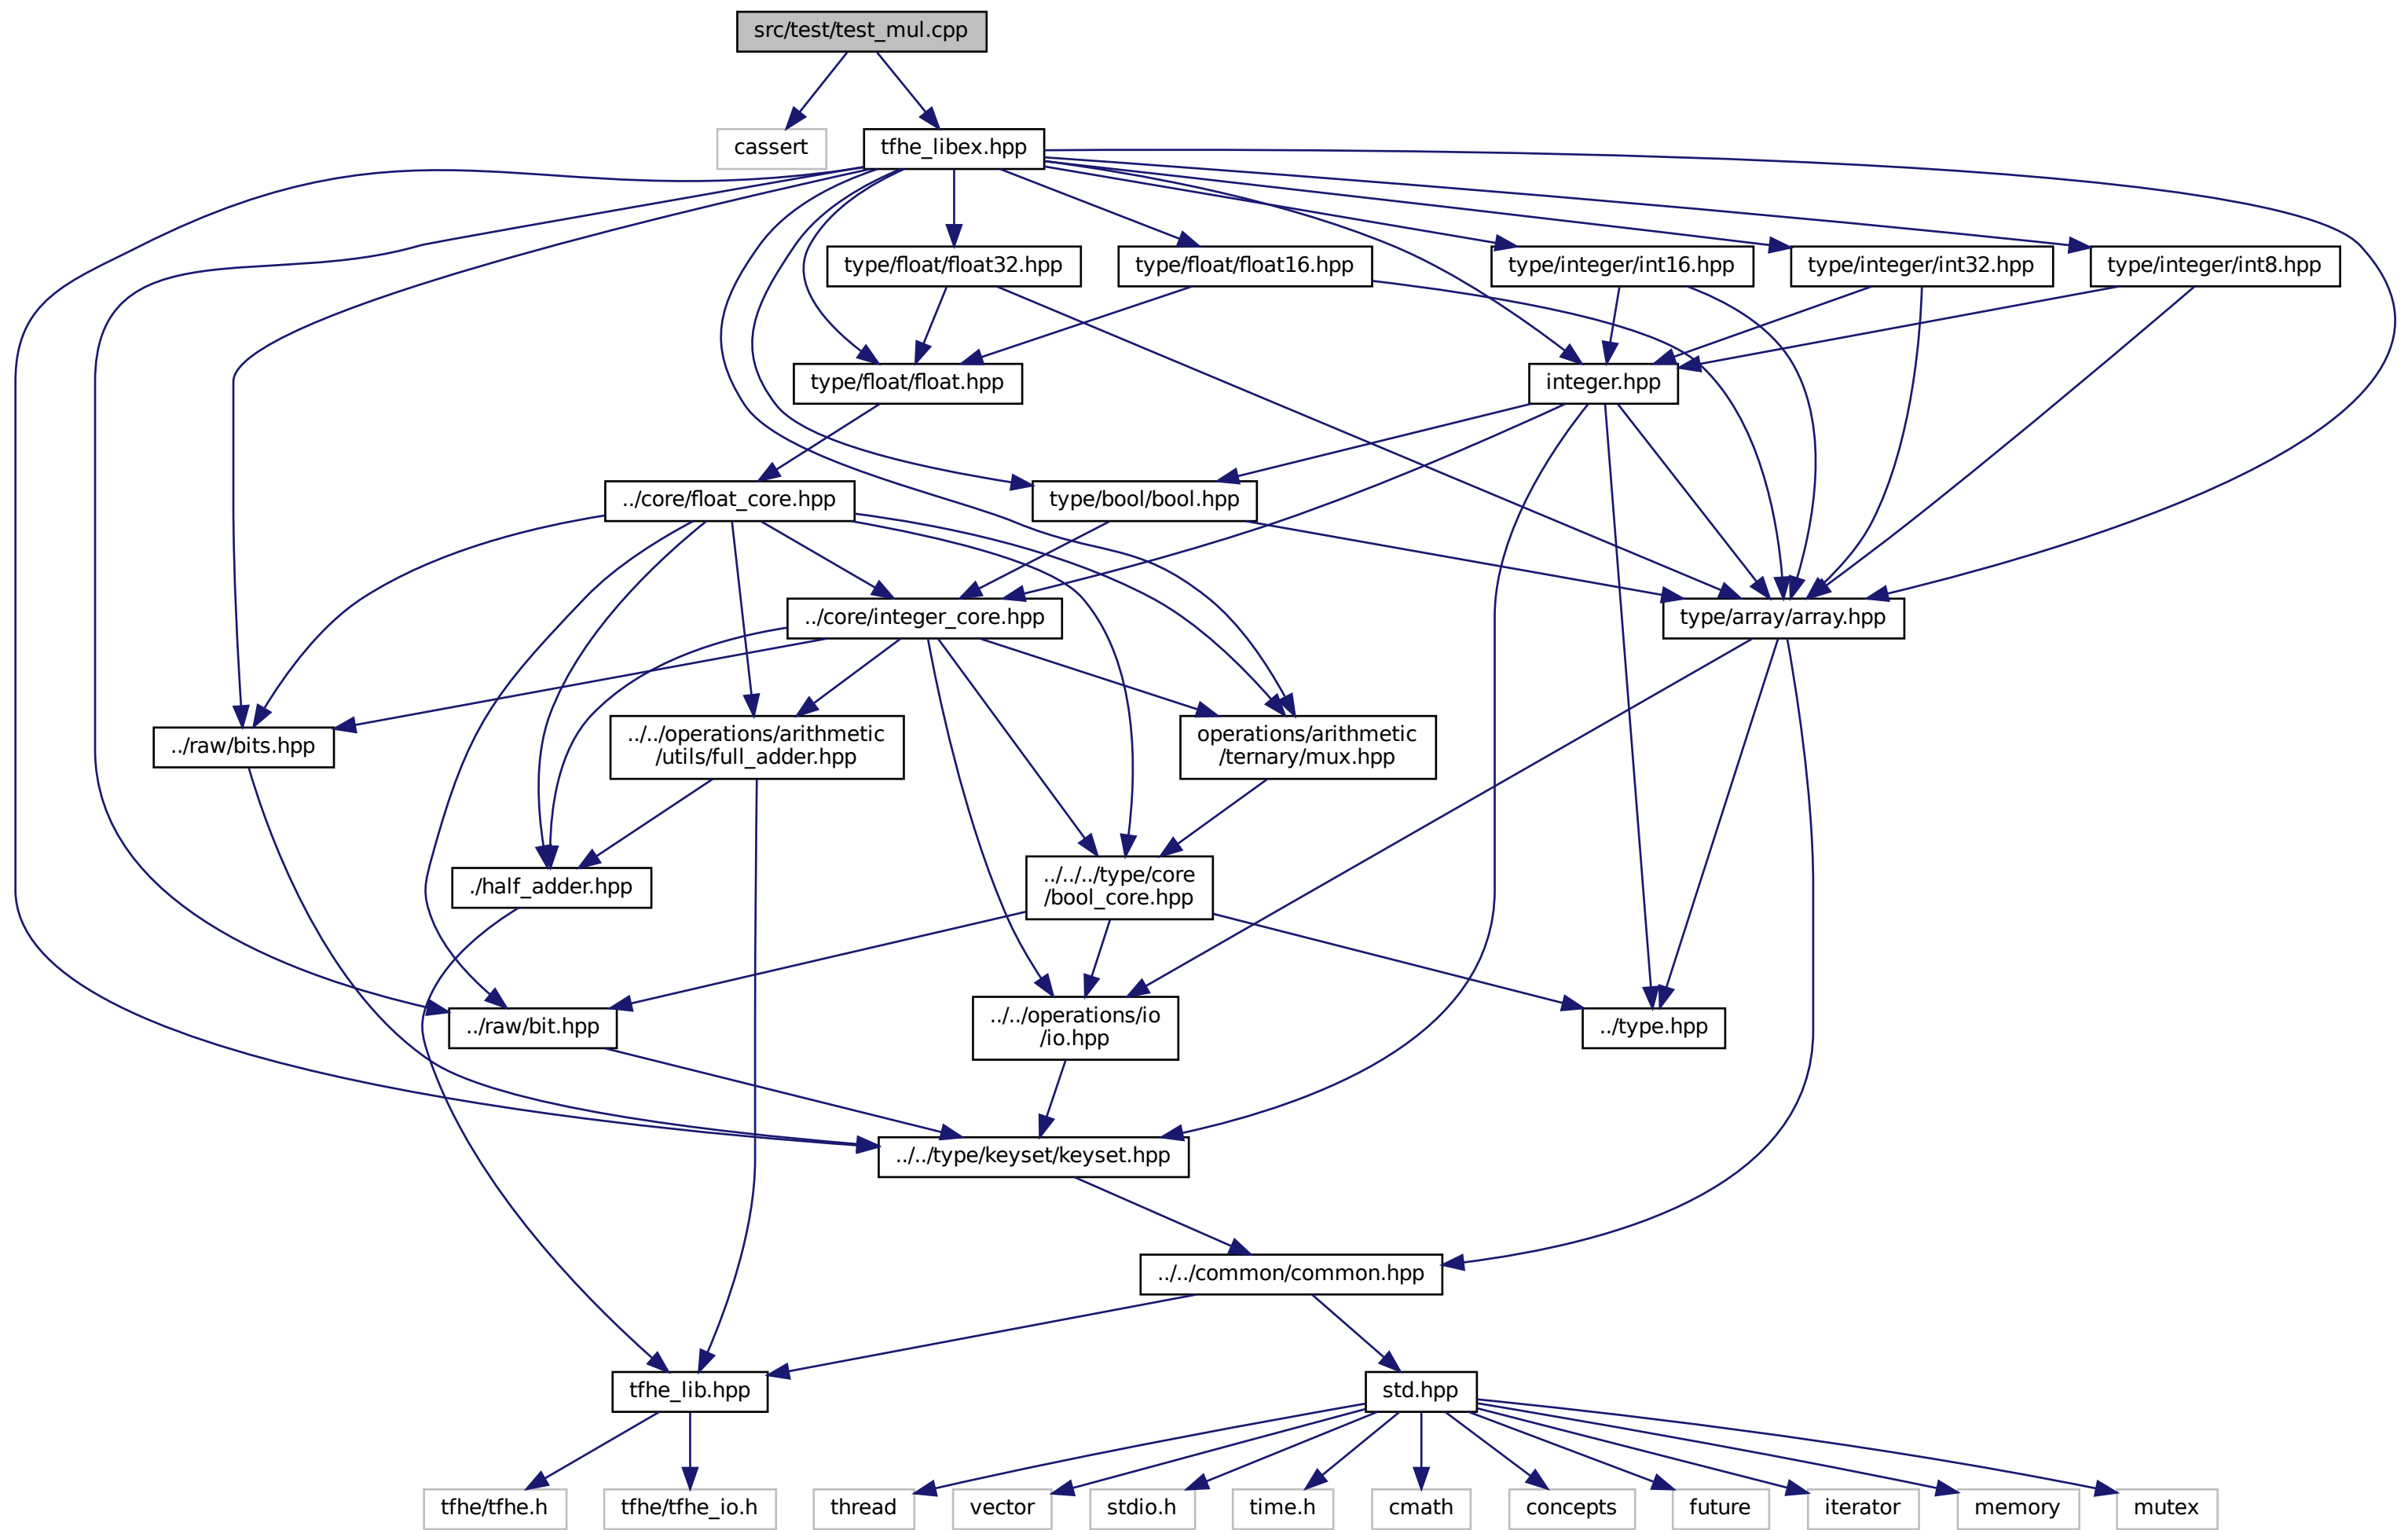 src/test/test_mul.cpp
cassert
tfhe_libex.hpp
type/float/float32.hpp
type/float/float16.hpp
type/integer/int16.hpp
type/integer/int32.hpp
type/integer/int8.hpp
type/float/float.hpp
integer.hpp
../core/float_core.hpp
type/bool/bool.hpp
../core/integer_core.hpp
type/array/array.hpp
../raw/bits.hpp
../../operations/arithmetic
/utils/full_adder.hpp
operations/arithmetic
/ternary/mux.hpp
./half_adder.hpp
../../../type/core
/bool_core.hpp
../raw/bit.hpp
../../operations/io
/io.hpp
../type.hpp
../../type/keyset/keyset.hpp
../../common/common.hpp
tfhe_lib.hpp
std.hpp
tfhe/tfhe.h
tfhe/tfhe_io.h
thread
vector
stdio.h
time.h
cmath
concepts
future
iterator
memory
mutex